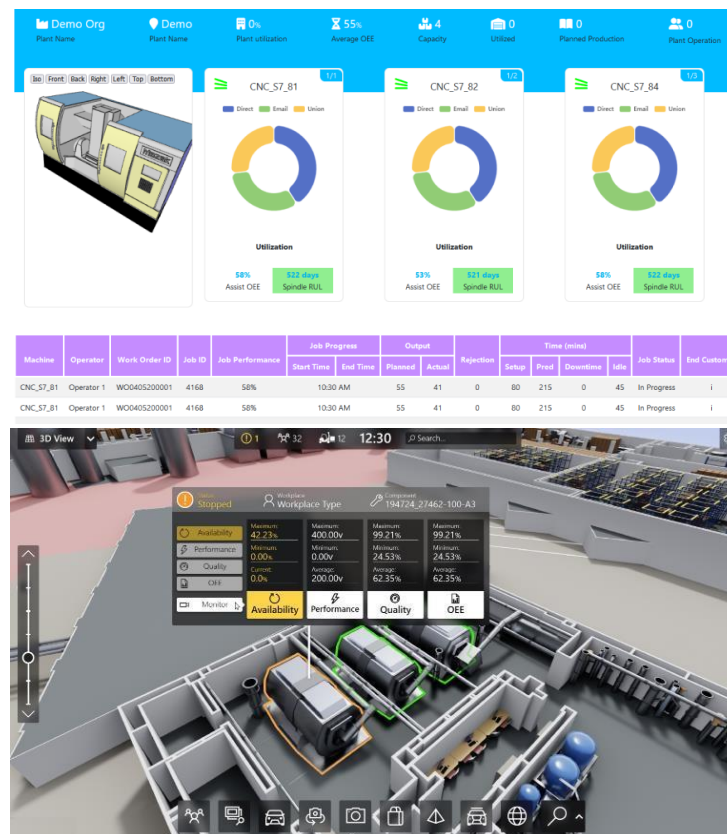 Demo Org
Plant Name
Demo
Plant Name
0%
Plant utilization
55%
Average OEE
4
Capacity
0
Utilized
0
Planned Production
0
Plant Operation
Iso Front Back Right Left Top Bottom
1/1
CNC_S7_81
Direct Email Union
Utilization
58%
Assist OEE
522 days
Spindle RUL
1/2
CNC_S7_82
Direct Email Union
Utilization
53%
Assist OEE
521 days
Spindle RUL
1/3
CNC_S7_84
Direct Email Union
Utilization
58%
Assist OEE
522 days
Spindle RUL
Job Progress Output Time (mins)
Machine Operator Work Order ID Job ID Job Performance Start Time End Time Planned Actual Rejection Setup Pred Downtime Idle Job Status End Custom
CNC_S7_81 Operator 1 WO0405200001 4168 58% 10:30 AM 55 41 0 80 215 0 45 In Progress i
CNC_S7_81 Operator 1 WO0405200001 4168 58% 10:30 AM 55 41 0 80 215 0 45 In Progress i
3D View 1 32 12 12:30 Search...
Status
Stopped
Workplace
Workplace Type
Component
194724_27462-100-A3
Availability
Performance
Quality
OEE
Monitor
Maximum:
42.23%
Minimum:
0.00%
Current:
0.0%
Availability
Maximum:
400.00v
Minimum:
0.00v
Average:
200.00v
Performance
Maximum:
99.21%
Minimum:
24.53%
Average:
62.35%
Quality
Maximum:
99.21%
Minimum:
24.53%
Average:
62.35%
OEE